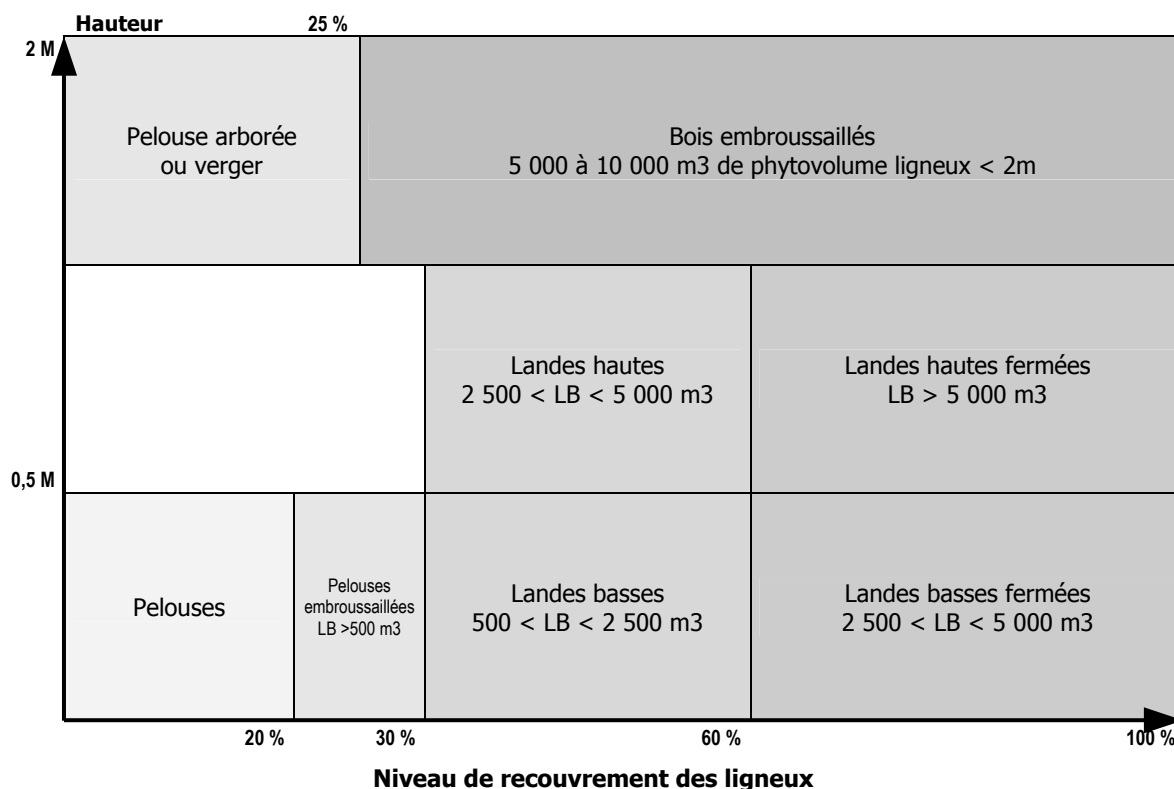 Hauteur
25 %
2 M
Pelouse arborée
ou verger
Bois embroussaillés
5 000 à 10 000 m3 de phytovolume ligneux < 2m
Landes hautes
2 500 < LB < 5 000 m3
Landes hautes fermées
LB > 5 000 m3
0,5 M
Pelouses
Pelouses
embroussaillées
LB >500 m3
Landes basses
500 < LB < 2 500 m3
Landes basses fermées
2 500 < LB < 5 000 m3
20 %
30 %
60 %
100 %
Niveau de recouvrement des ligneux